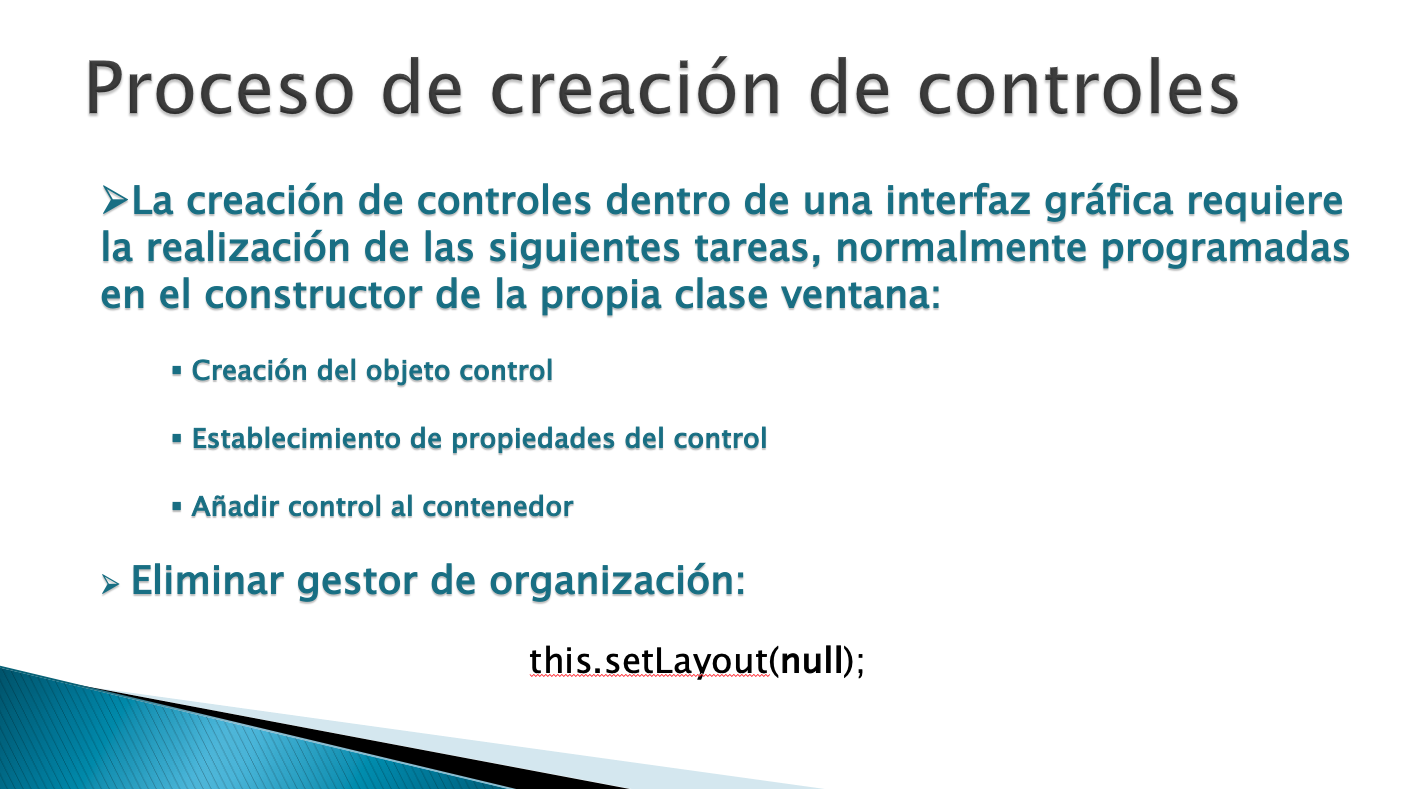 Proceso de creación de controles
➢La creación de controles dentro de una interfaz gráfica requiere
la realización de las siguientes tareas, normalmente programadas
en el constructor de la propia clase ventana:
▪ Creación del objeto control
▪ Establecimiento de propiedades del control
▪ Añadir control al contenedor
➢ Eliminar gestor de organización:
this.setLayout(null);